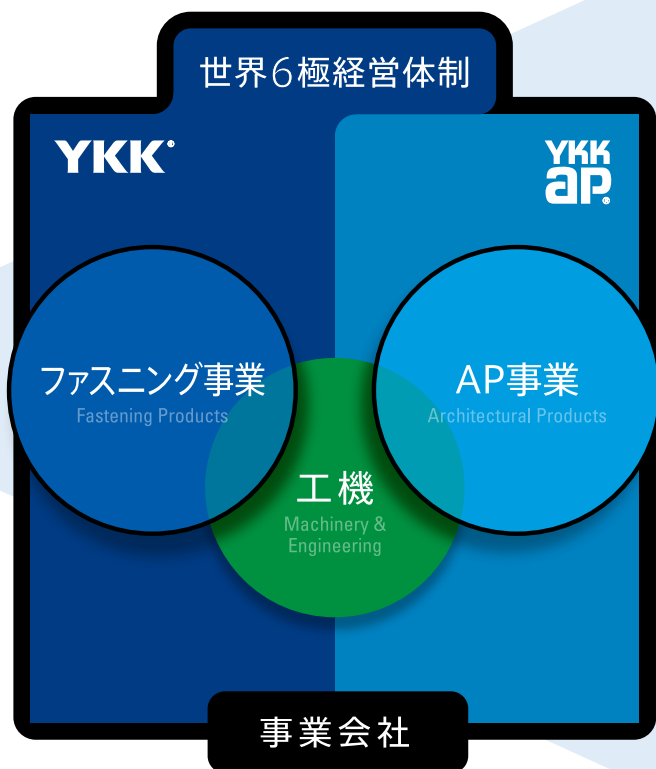 世界6極経営体制
YKK®
YKK
ap®
ファスニング事業
Fastening Products
AP事業
Architectural Products
工機
Machinery &
Engineering
事業会社